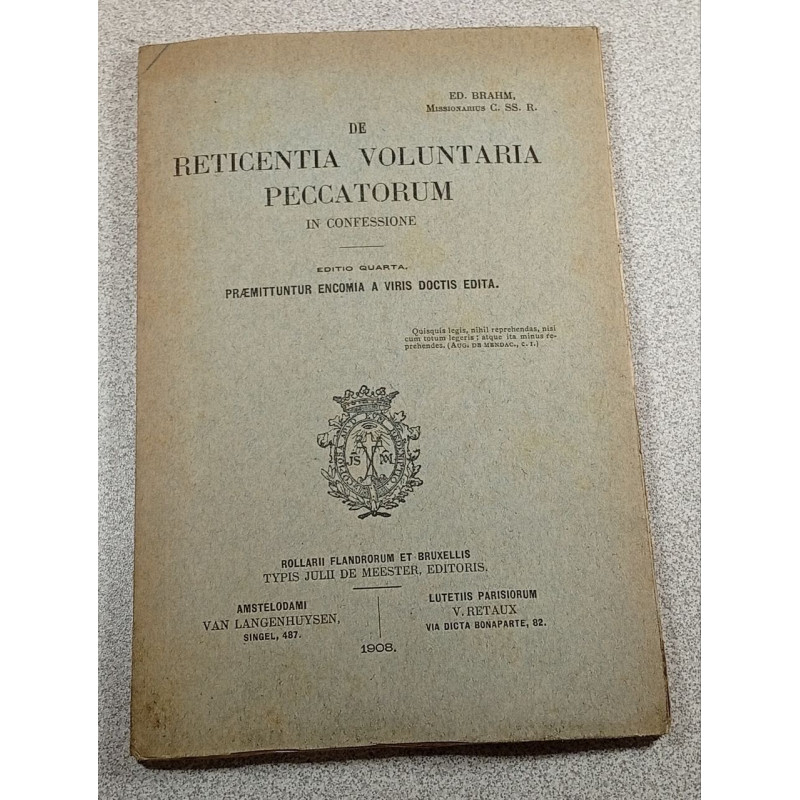 ED. BRAHM,
MISSIONARIUS C. SS. R.
DE
RETICENTIA VOLUNTARIA
PECCATORUM
IN CONFESSIONE
EDITIO QUARTA.
PRÆMITTUNTUR ENCOMIA A VIRIS DOCTIS EDITA.
Quisquis legis, nihil reprehendas, nisi
cum totum legeris ; atque ita minus re-
prehendes. (AUG. DE MENDAC., C. I.)
JS M
ROLLARII FLANDRORUM ET BRUXELLIS
TYPIS JULII DE MEESTER, EDITORIS.
AMSTELODAMI
VAN LANGENHUYSEN,
SINGEL, 487.
LUTETIIS PARISIORUM
V. RETAUX
VIA DICTA BONAPARTE, 82.
1908.